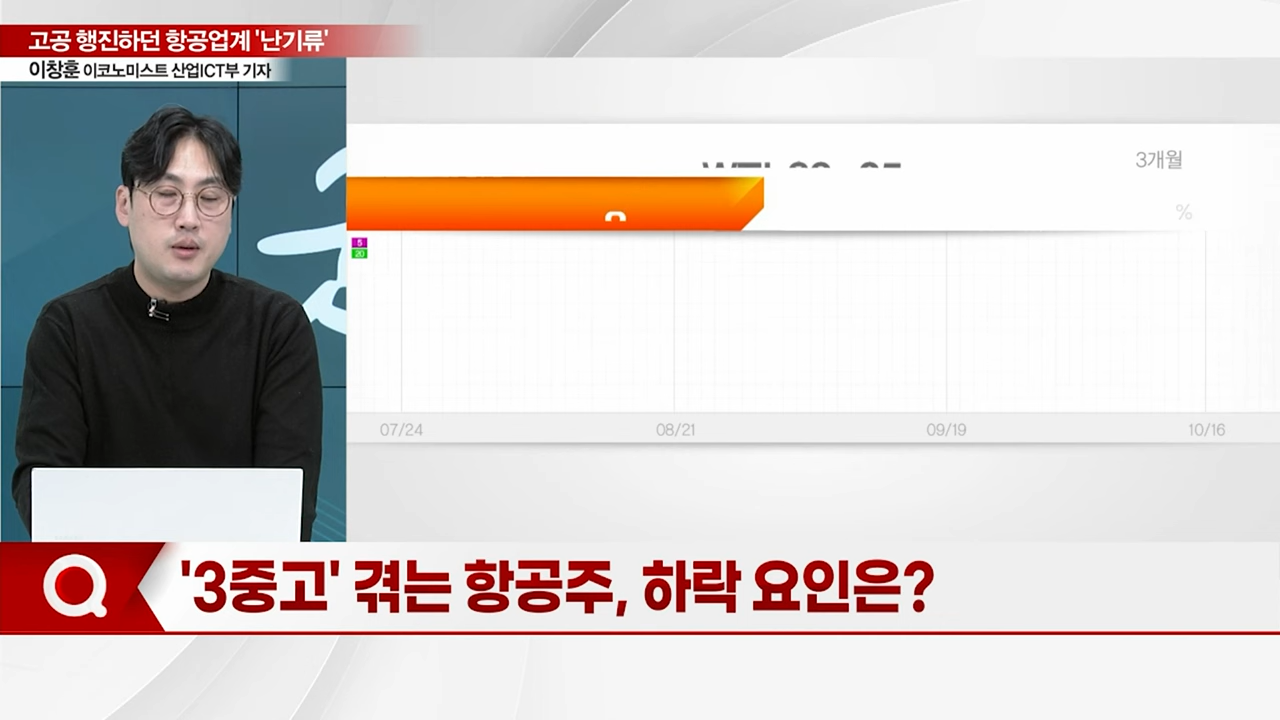 고공 행진하던 항공업계 '난기류'
이창훈 이코노미스트 산업ICT부 기자
3개월
%
5
20
07/24
08/21
09/19
10/16
'3중고' 겪는 항공주, 하락 요인은?